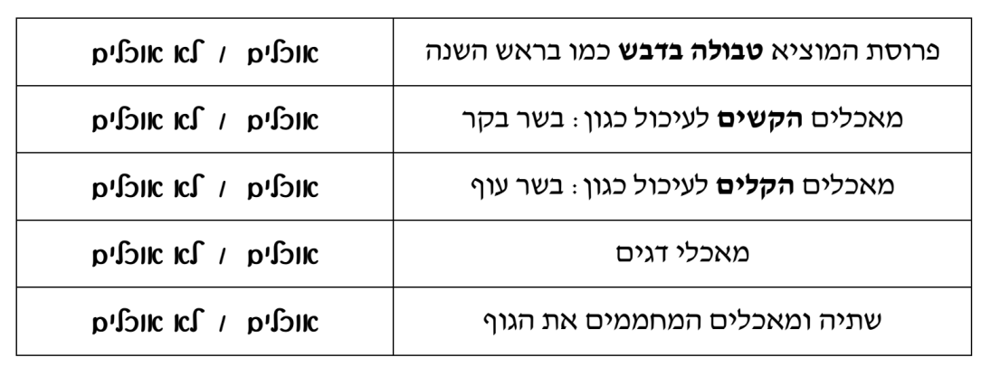 פרוסת המוציא טבולה בדבש כמו בראש השנה אוכלים / לא אוכלים
מאכלים הקשים לעיכול כגון: בשר בקר אוכלים / לא אוכלים
מאכלים הקלים לעיכול כגון: בשר עוף אוכלים / לא אוכלים
מאכלי דגים אוכלים / לא אוכלים
שתיה ומאכלים המחממים את הגוף אוכלים / לא אוכלים